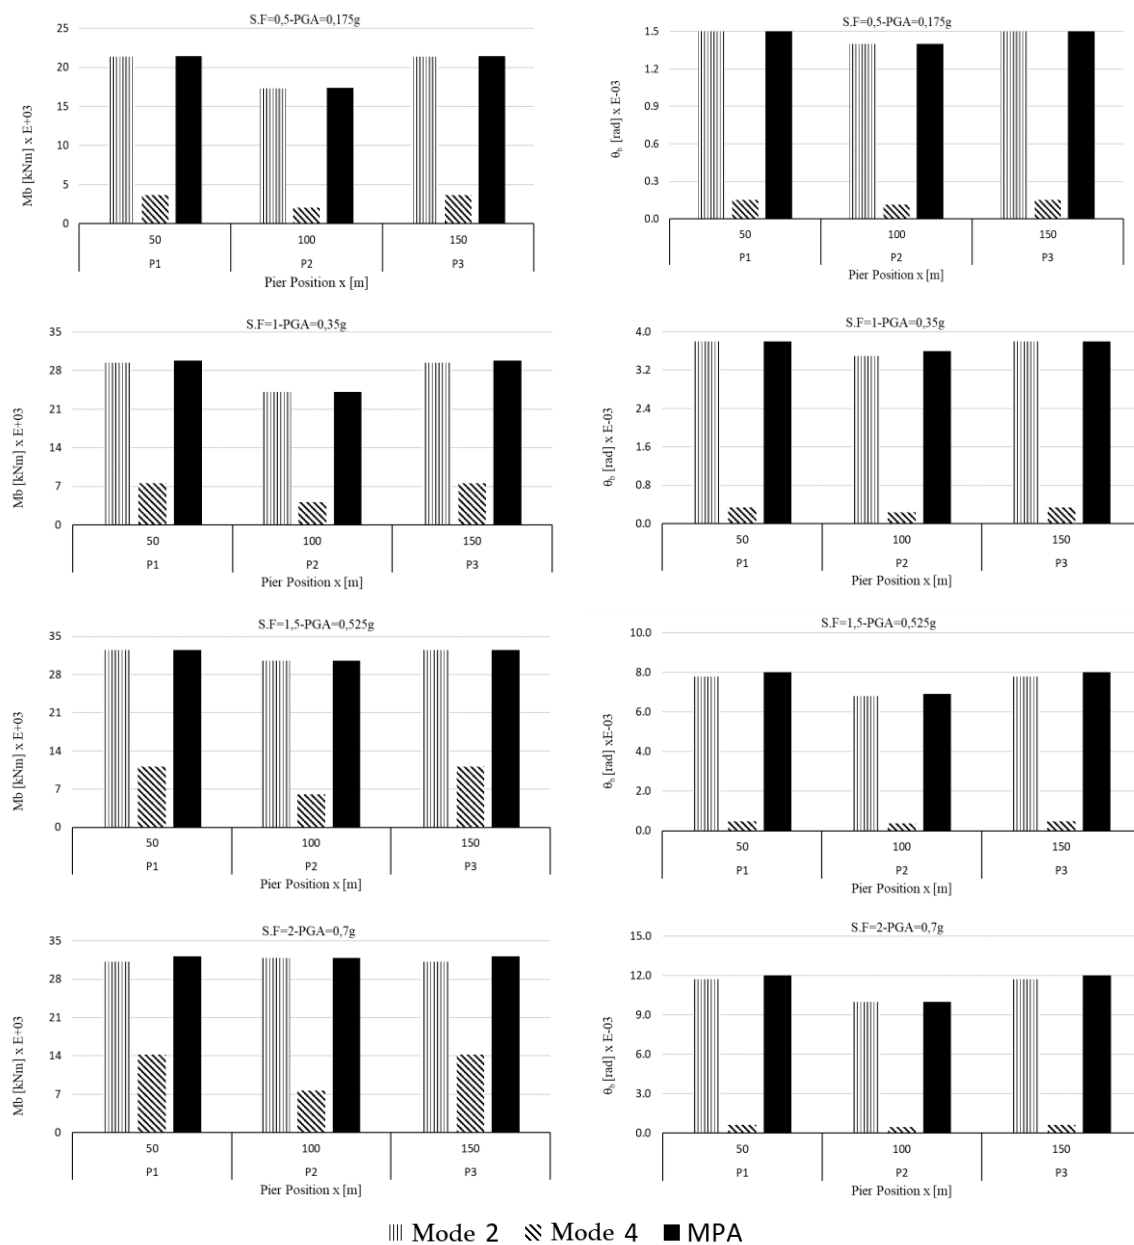 S.F=0,5-PGA=0,175g
Mb [kNm] x E+03
25
20
15
10
5
0
50 100 150
P1 P2 P3
Pier Position x [m]
S.F=0,5-PGA=0,175g
θb [rad] x E-03
1.5
1.2
0.9
0.6
0.3
0.0
50 100 150
P1 P2 P3
Pier Position x [m]
S.F=1-PGA=0,35g
Mb [kNm] x E+03
35
28
21
14
7
0
50 100 150
P1 P2 P3
Pier Position x [m]
S.F=1-PGA=0,35g
θb [rad] x E-03
4.0
3.2
2.4
1.6
0.8
0.0
50 100 150
P1 P2 P3
Pier Position x [m]
S.F=1,5-PGA=0,525g
Mb [kNm] x E+03
35
28
21
14
7
0
50 100 150
P1 P2 P3
Pier Position x [m]
S.F=1,5-PGA=0,525g
θb [rad] xE-03
10.0
8.0
6.0
4.0
2.0
0.0
50 100 150
P1 P2 P3
Pier Position x [m]
S.F=2-PGA=0,7g
Mb [kNm] x E+03
35
28
21
14
7
0
50 100 150
P1 P2 P3
Pier Position x [m]
S.F=2-PGA=0,7g
θb [rad] x E-03
15.0
12.0
9.0
6.0
3.0
0.0
50 100 150
P1 P2 P3
Pier Position x [m]
Mode 2 Mode 4 MPA